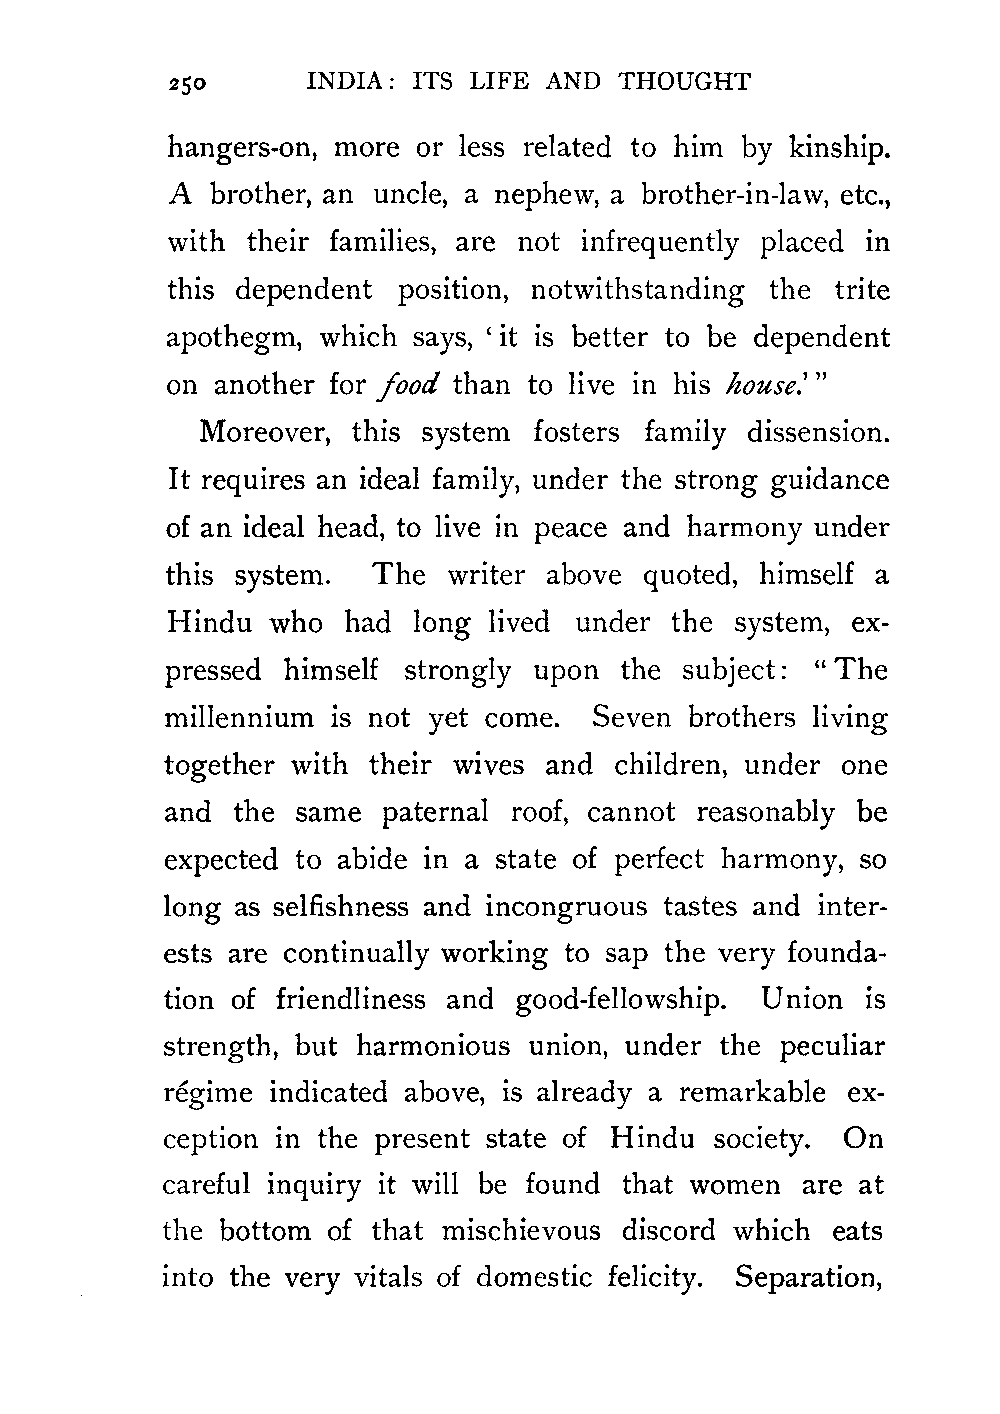 250 INDIA: ITS LIFE AND THOUGHT
hangers-on, more or less related to him by kinship.
A brother, an uncle, a nephew, a brother-in-law, etc.,
with their families, are not infrequently placed in
this dependent position, notwithstanding the trite
apothegm, which says, ‘it is better to be dependent
on another for food than to live in his house.’”
Moreover, this system fosters family dissension.
It requires an ideal family, under the strong guidance
of an ideal head, to live in peace and harmony under
this system. The writer above quoted, himself a
Hindu who had long lived under the system, ex-
pressed himself strongly upon the subject: “The
millennium is not yet come. Seven brothers living
together with their wives and children, under one
and the same paternal roof, cannot reasonably be
expected to abide in a state of perfect harmony, so
long as selfishness and incongruous tastes and inter-
ests are continually working to sap the very founda-
tion of friendliness and good-fellowship. Union is
strength, but harmonious union, under the peculiar
régime indicated above, is already a remarkable ex-
ception in the present state of Hindu society. On
careful inquiry it will be found that women are at
the bottom of that mischievous discord which eats
into the very vitals of domestic felicity. Separation,